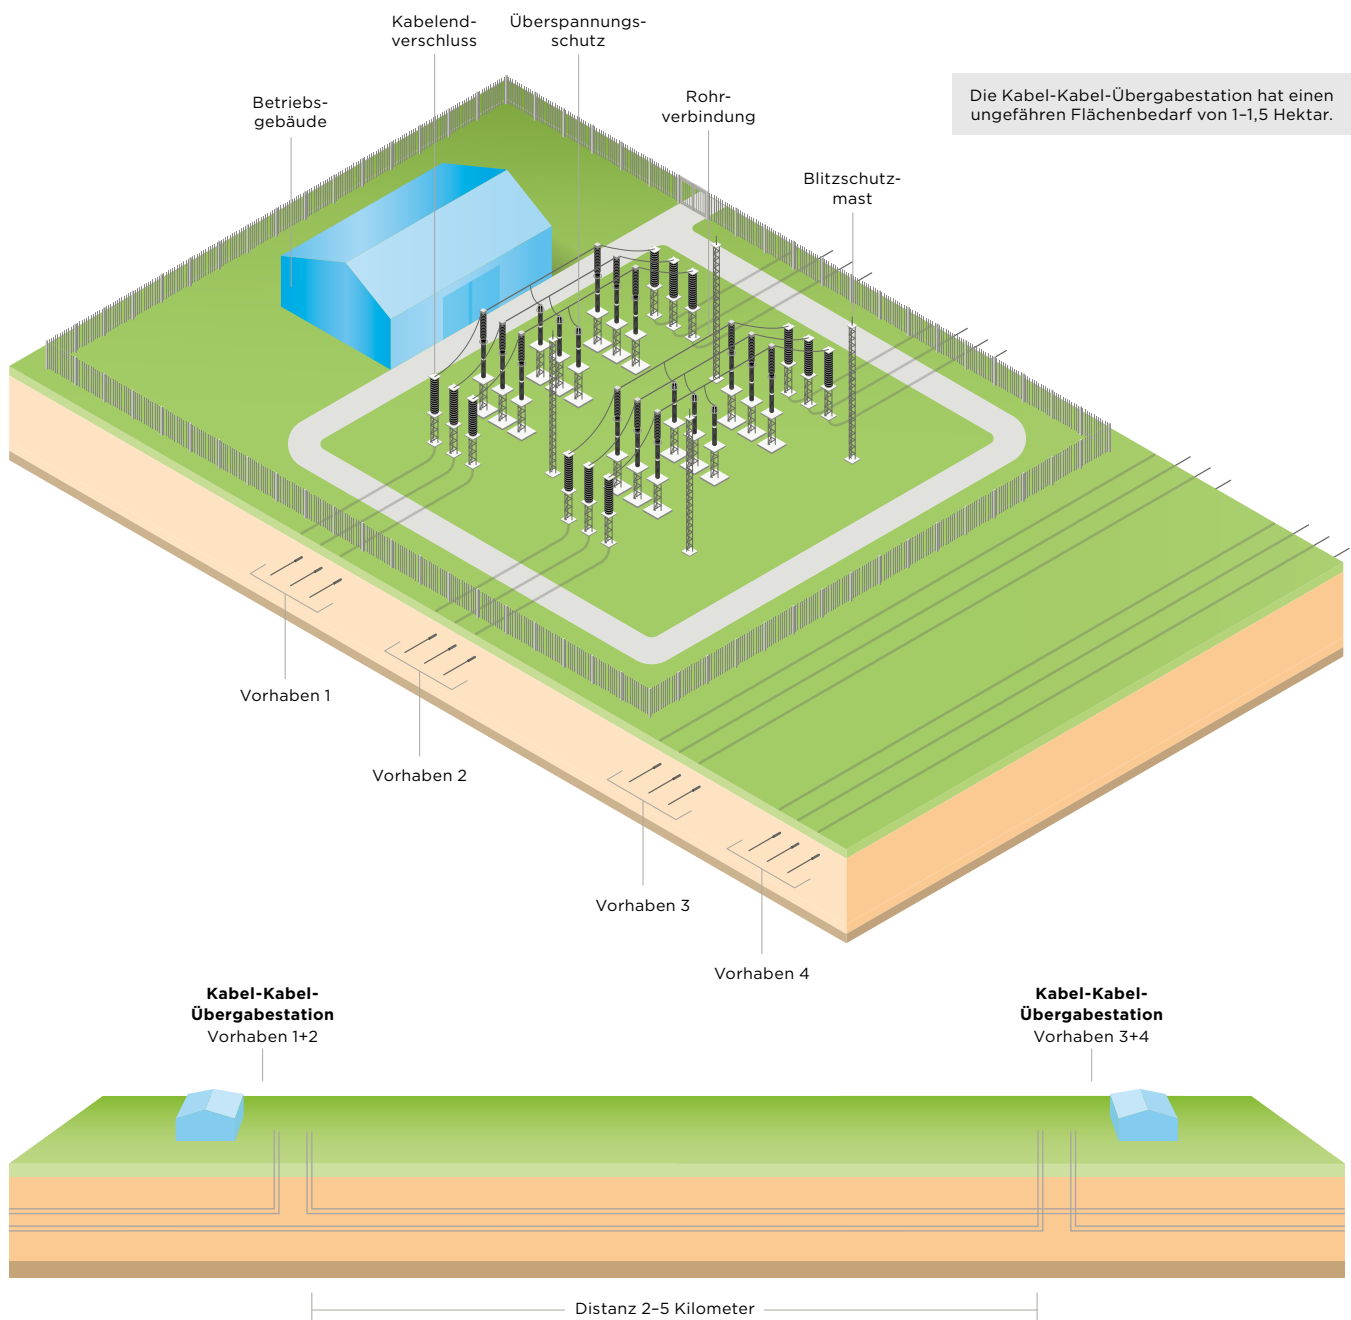 Kabelend-
verschluss
Überspannungs-
schutz
Betriebs-
gebäude
Rohr-
verbindung
Die Kabel-Kabel-Übergabestation hat einen
ungefähren Flächenbedarf von 1–1,5 Hektar.
Blitzschutz-
mast
Vorhaben 1
Vorhaben 2
Vorhaben 3
Vorhaben 4
Kabel-Kabel-
Übergabestation
Vorhaben 1+2
Kabel-Kabel-
Übergabestation
Vorhaben 3+4
Distanz 2–5 Kilometer